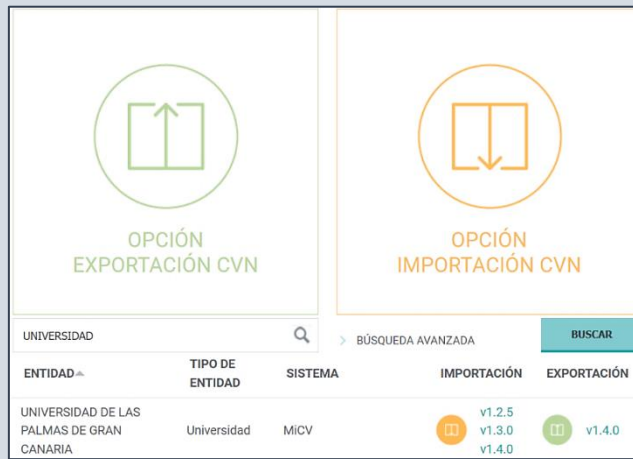 OPCIÓN
EXPORTACIÓN CVN
OPCIÓN
IMPORTACIÓN CVN
UNIVERSIDAD
BÚSQUEDA AVANZADA
BUSCAR
ENTIDAD
TIPO DE
ENTIDAD
SISTEMA
IMPORTACIÓN
EXPORTACIÓN
UNIVERSIDAD DE LAS
PALMAS DE GRAN
CANARIA
Universidad
MiCV
v1.2.5
v1.3.0
v1.4.0
v1.4.0